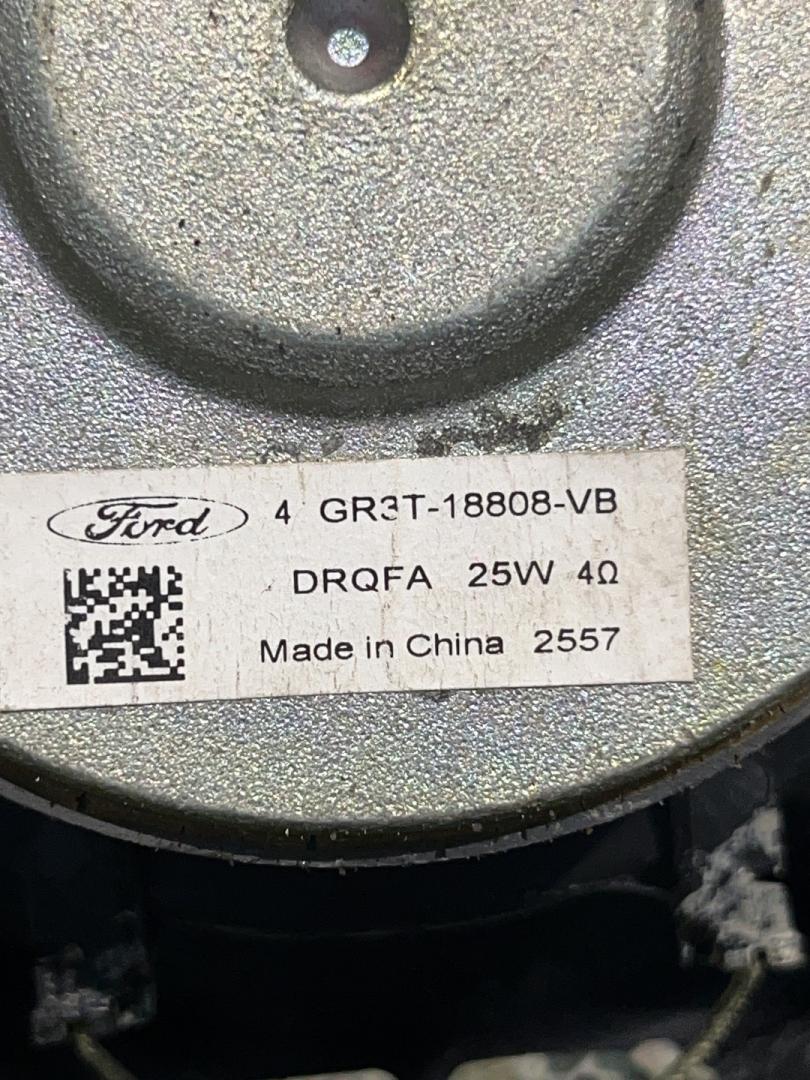 Ford 4 GR3T-18808-VB
DRQFA 25W 4Ω
Made in China 2557